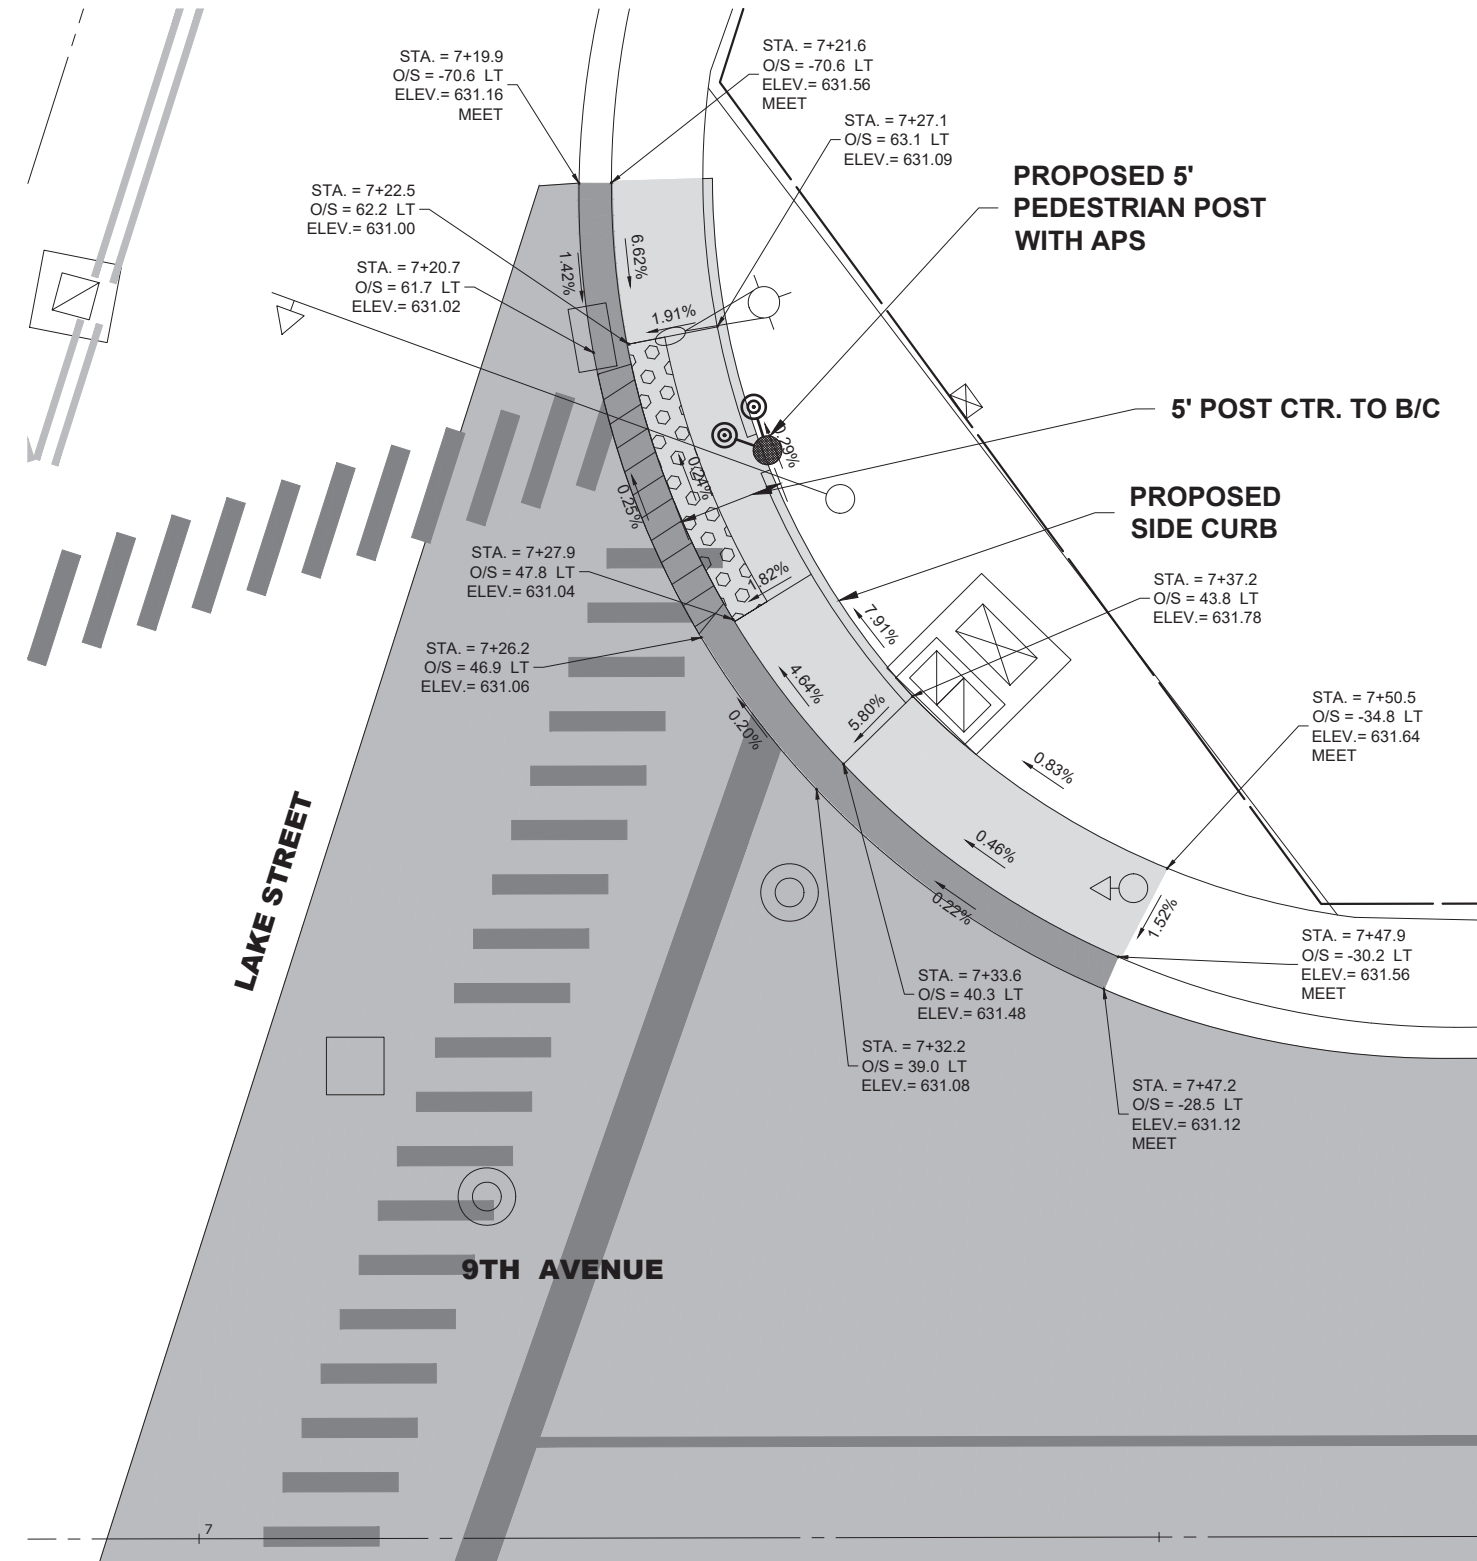 STA. = 7+19.9
O/S = -70.6 LT
ELEV.= 631.16
MEET
STA. = 7+21.6
O/S = -70.6 LT
ELEV.= 631.56
MEET
STA. = 7+27.1
O/S = 63.1 LT
ELEV.= 631.09
PROPOSED 5'
PEDESTRIAN POST
WITH APS
STA. = 7+22.5
O/S = 62.2 LT
ELEV.= 631.00
STA. = 7+20.7
O/S = 61.7 LT
ELEV.= 631.02
1.42%
6.62%
1.91%
5' POST CTR. TO B/C
0.24%
0.25%
PROPOSED
SIDE CURB
STA. = 7+27.9
O/S = 47.8 LT
ELEV.= 631.04
1.82%
7.91%
STA. = 7+37.2
O/S = 43.8 LT
ELEV.= 631.78
STA. = 7+26.2
O/S = 46.9 LT
ELEV.= 631.06
4.64%
5.80%
0.20%
STA. = 7+50.5
O/S = -34.8 LT
ELEV.= 631.64
MEET
0.83%
LAKE STREET
0.46%
0.22%
1.52%
STA. = 7+47.9
O/S = -30.2 LT
ELEV.= 631.56
MEET
STA. = 7+33.6
O/S = 40.3 LT
ELEV.= 631.48
STA. = 7+32.2
O/S = 39.0 LT
ELEV.= 631.08
STA. = 7+47.2
O/S = -28.5 LT
ELEV.= 631.12
MEET
9TH AVENUE
7